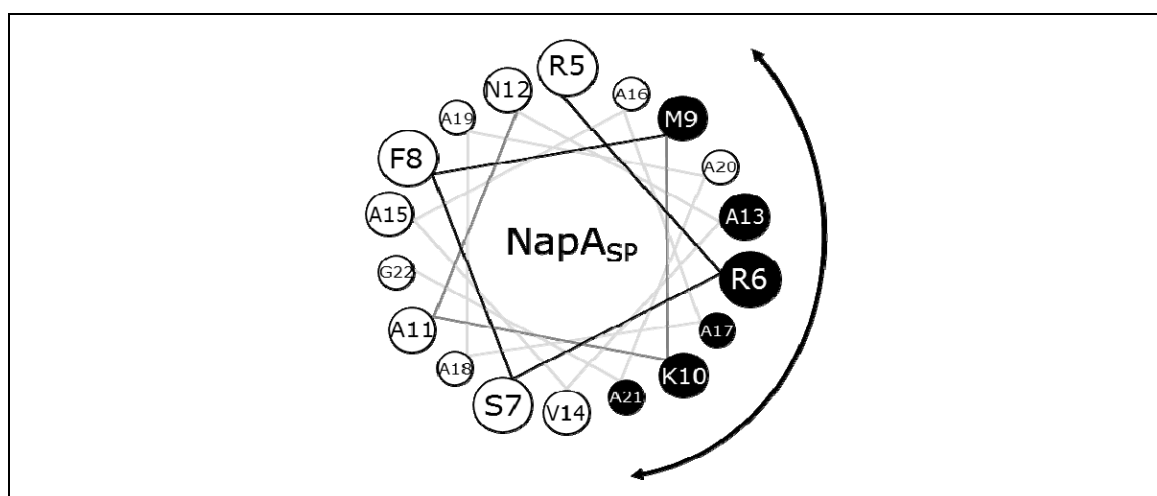 R5
A16
N12
M9
A19
F8
A20
A15
A13
NapA_SP
G22
R6
A11
A17
A18
K10
S7
A21
V14